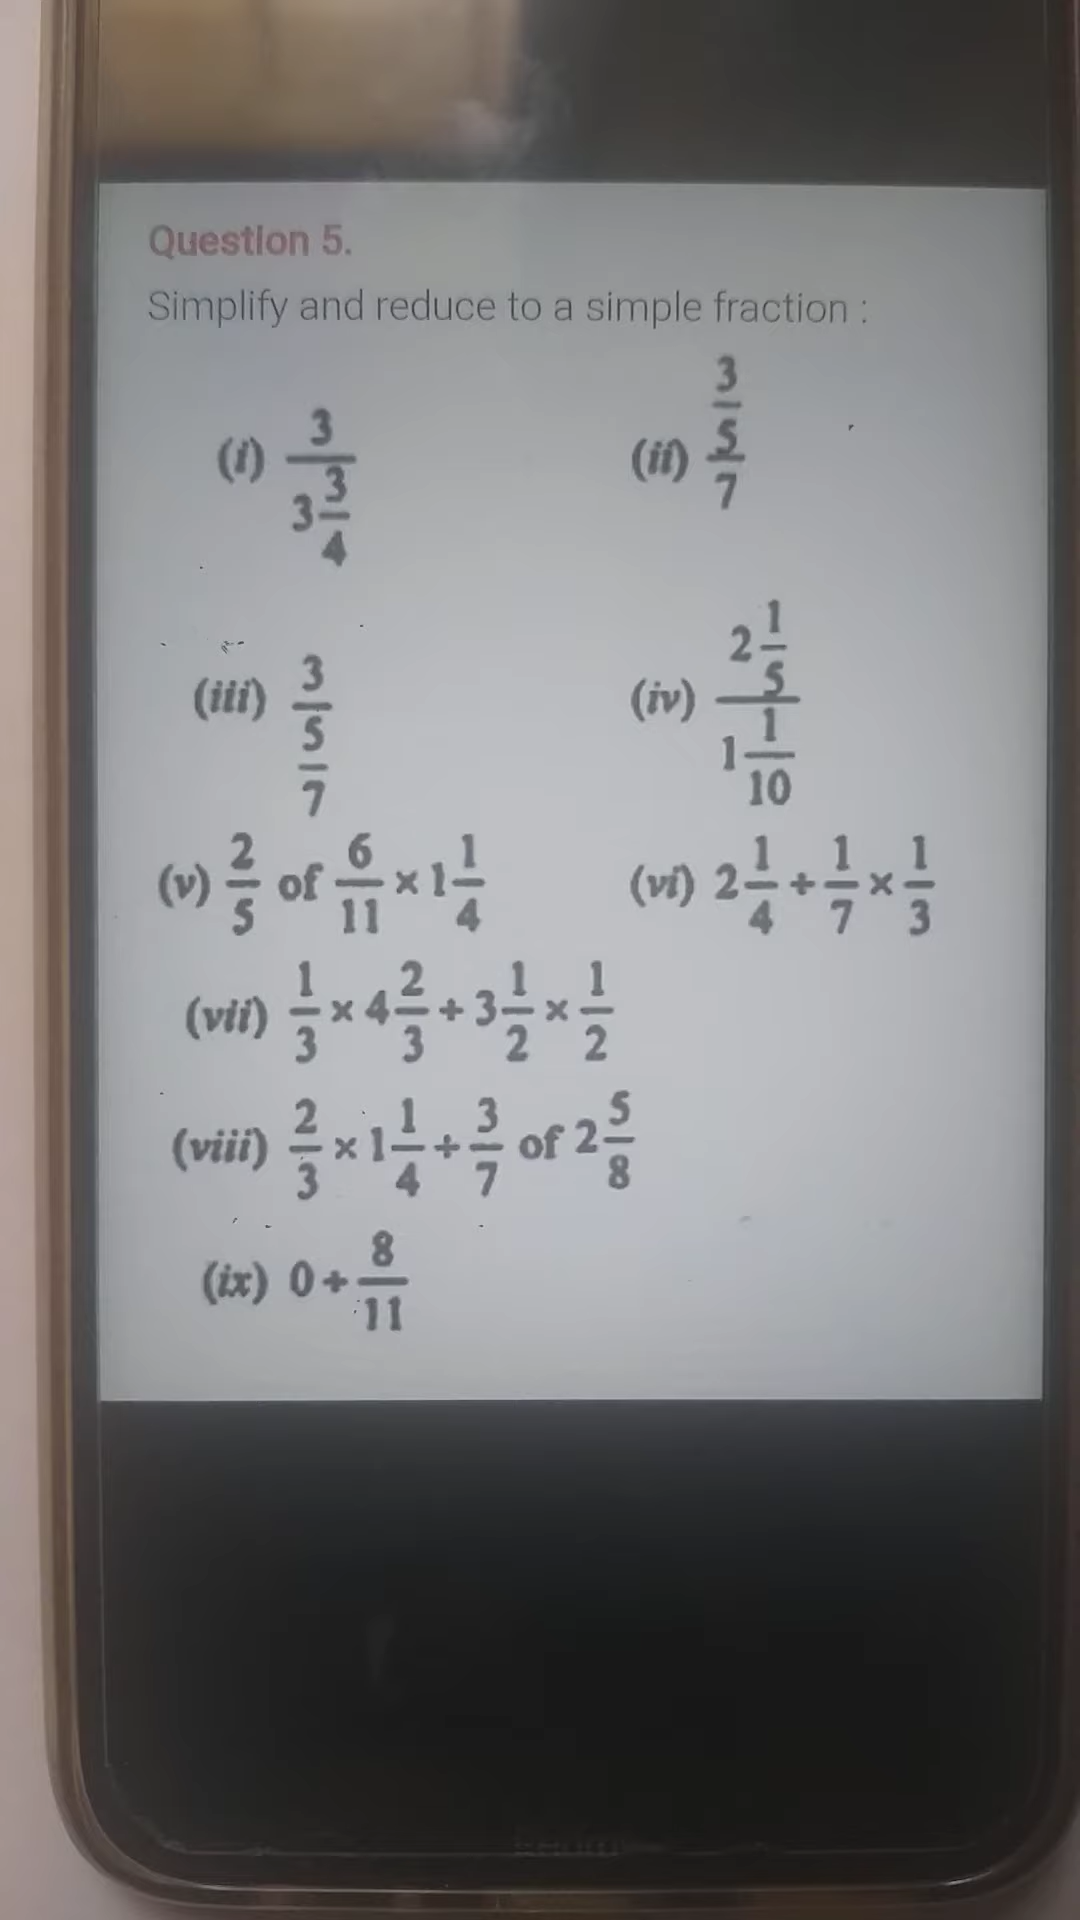 Question 5.
Simplify and reduce to a simple fraction :
(i) 3 / 3 3/4 (ii) 3/5 / 7
(iii) 3 / 5/7 (iv) 2 1/5 / 1 1/10
(v) 2/5 of 6/11 × 1 1/4 (vi) 2 1/4 ÷ 1/7 × 1/3
(vii) 1/3 × 4 2/3 ÷ 3 1/2 × 1/2
(viii) 2/3 × 1 1/4 ÷ 3/7 of 2 5/8
(ix) 0 ÷ 8/11